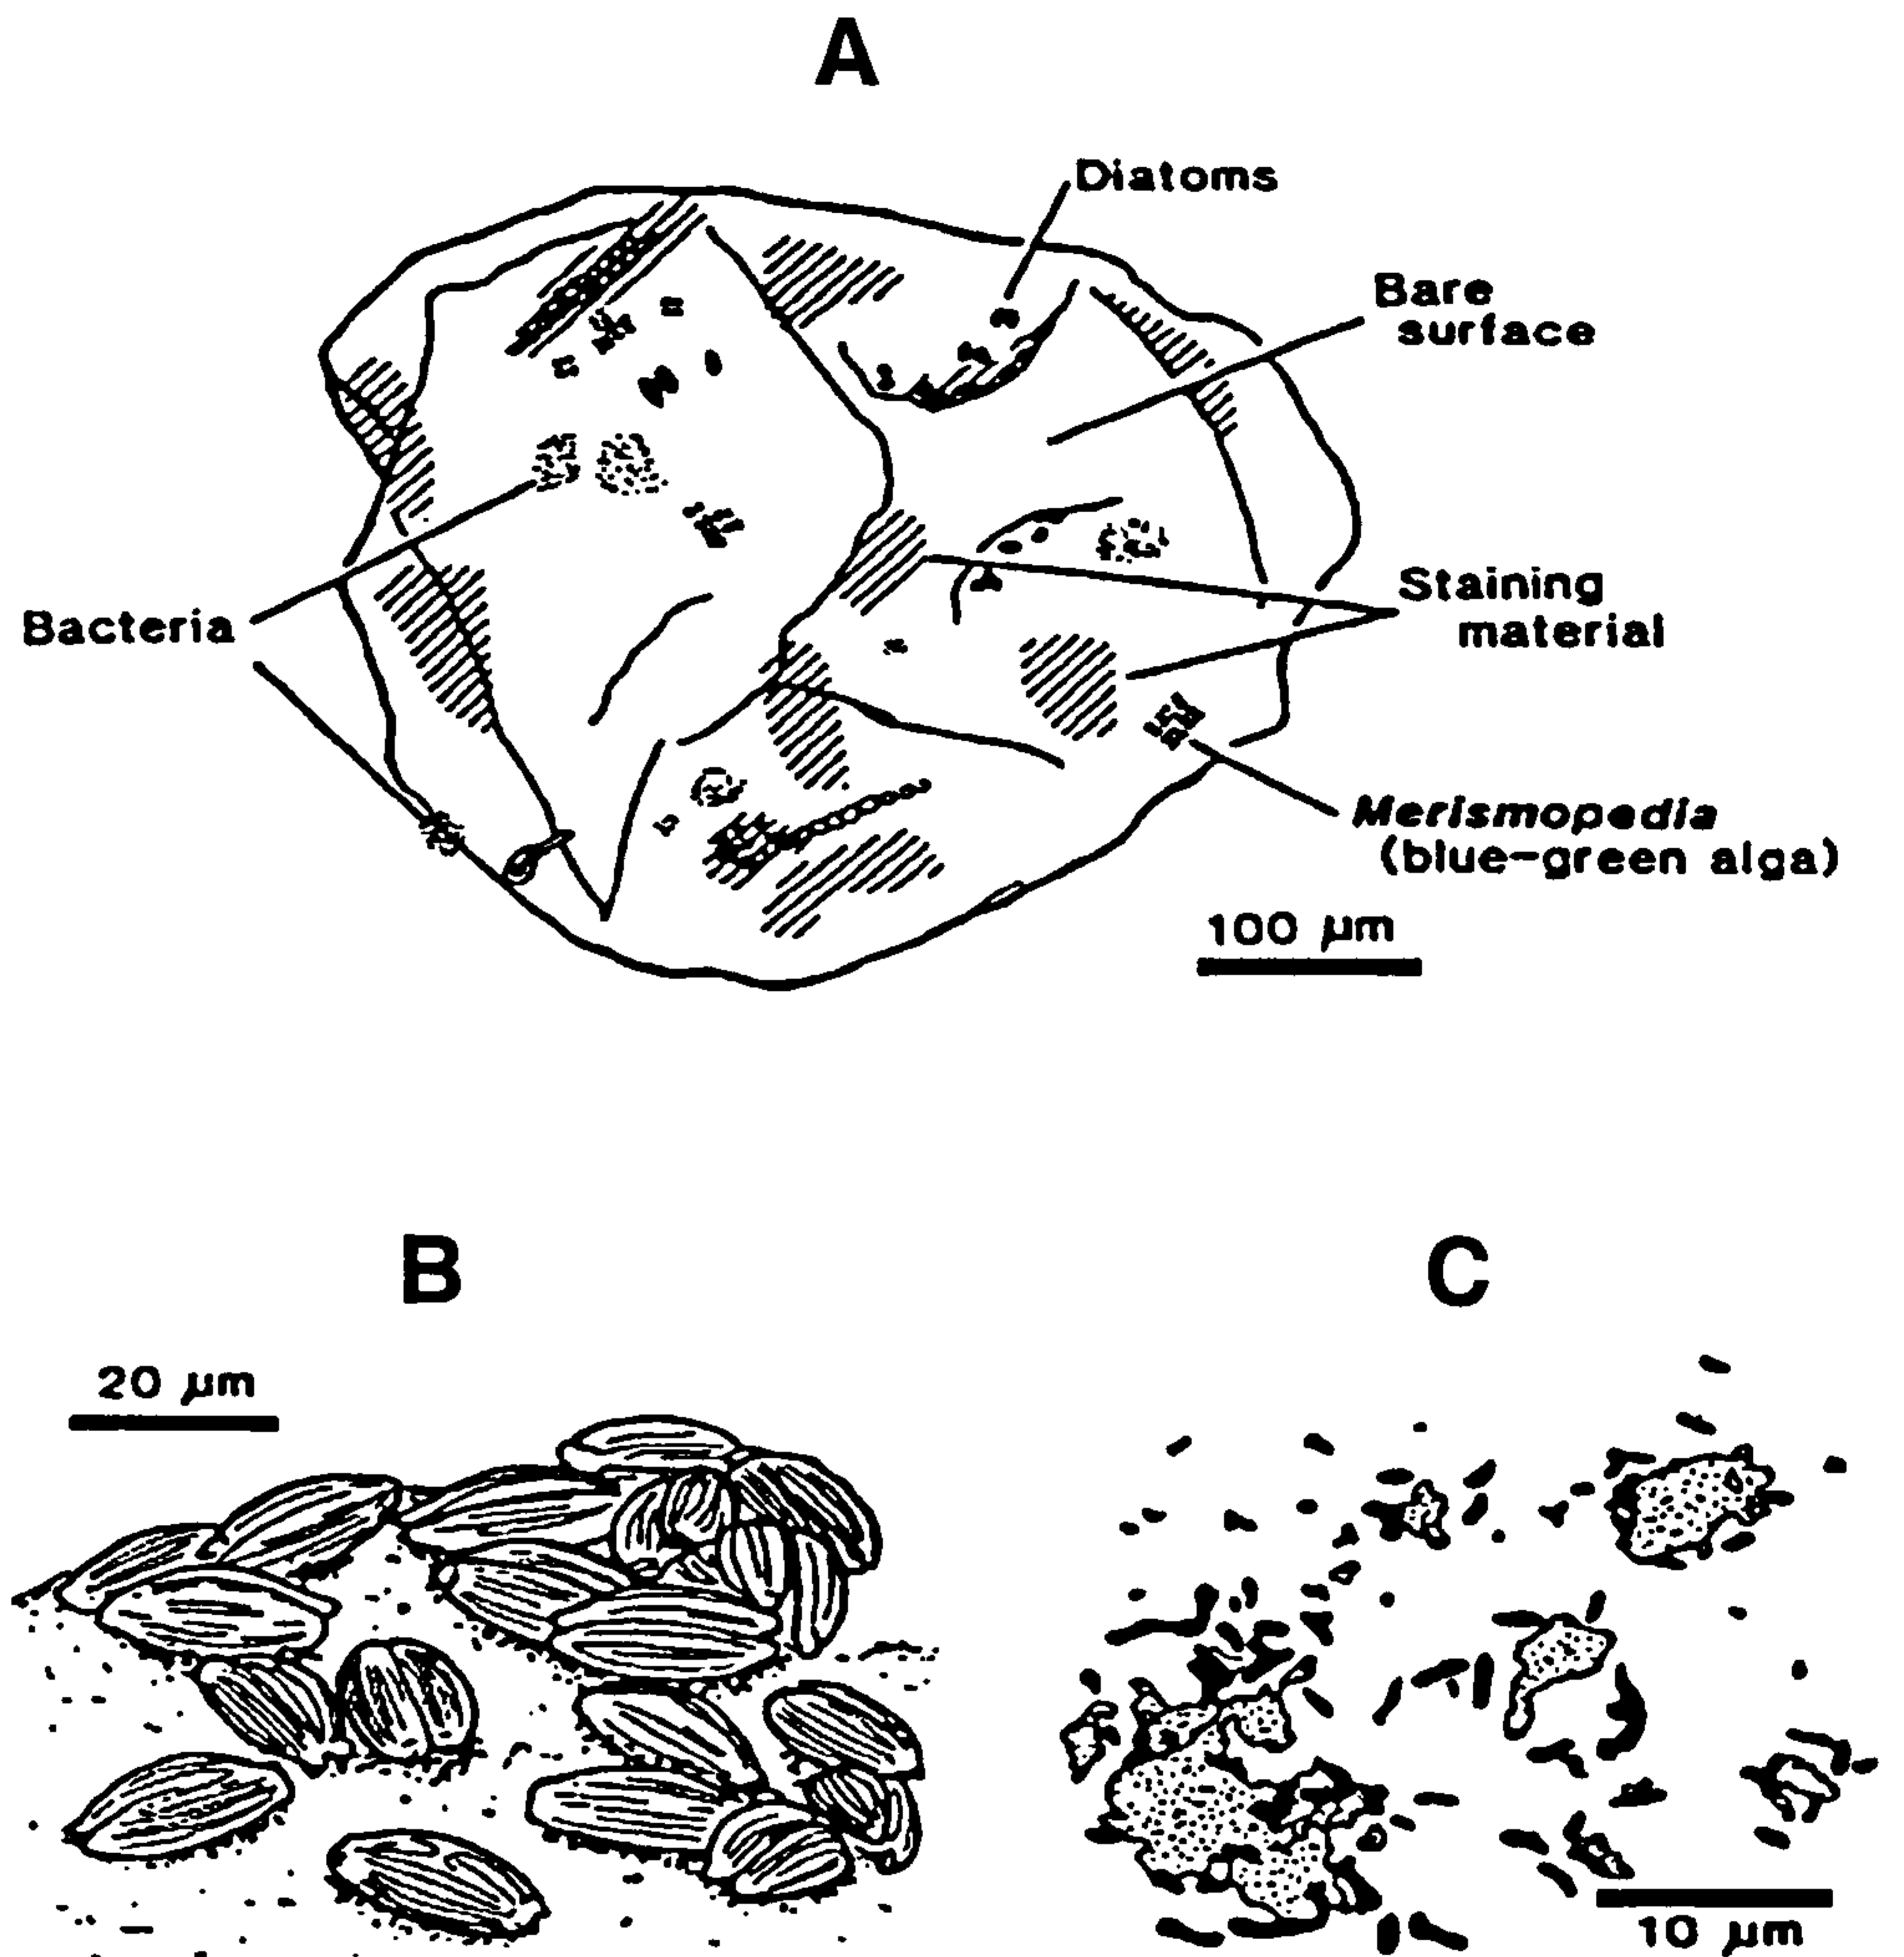 A
Diatoms
Bare
surface
Bacteria
Staining
material
Merismopedia
(blue-green alga)
100 µm
B
C
20 µm
10 µm